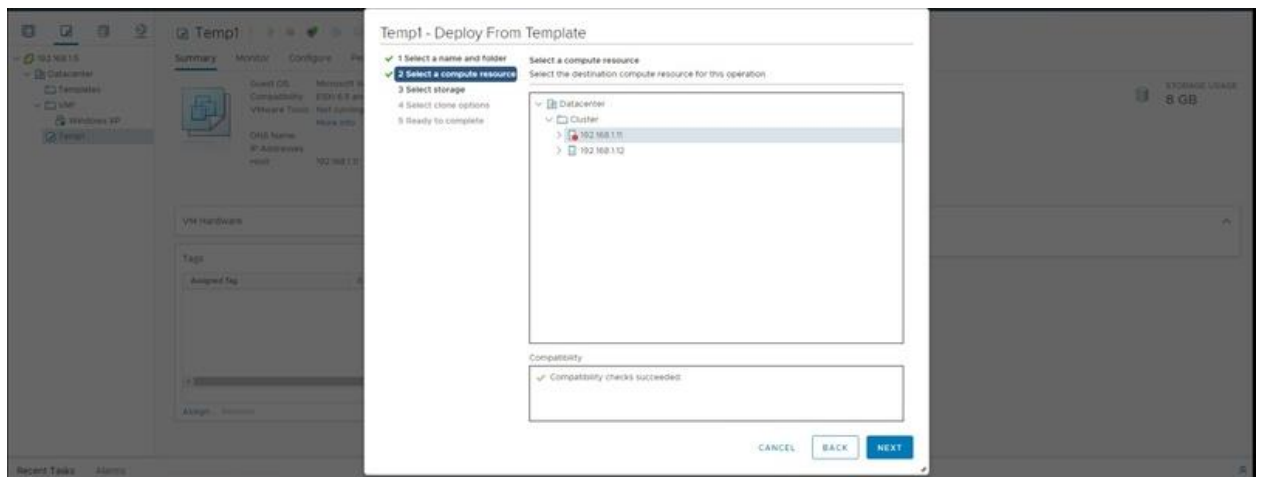 Temp1
Summary Monitor Configure
192.168.1.5
Datacenter
Templates
User
Windows XP
Temp1
Guest OS:
Compatibility:
VMware Tools:
More info
DNS Name:
IP Addresses:
Host:
STORAGE USAGE
8 GB
VM Hardware
Tags
Assigned Tag
Assign...
Recent Tasks Alarms
Temp1 - Deploy From Template
1 Select a name and folder
2 Select a compute resource
3 Select storage
4 Select clone options
5 Ready to complete
Select a compute resource
Select the destination compute resource for this operation
Datacenter
Cluster
192.168.1.11
192.168.1.12
Compatibility
Compatibility checks succeeded.
CANCEL BACK NEXT